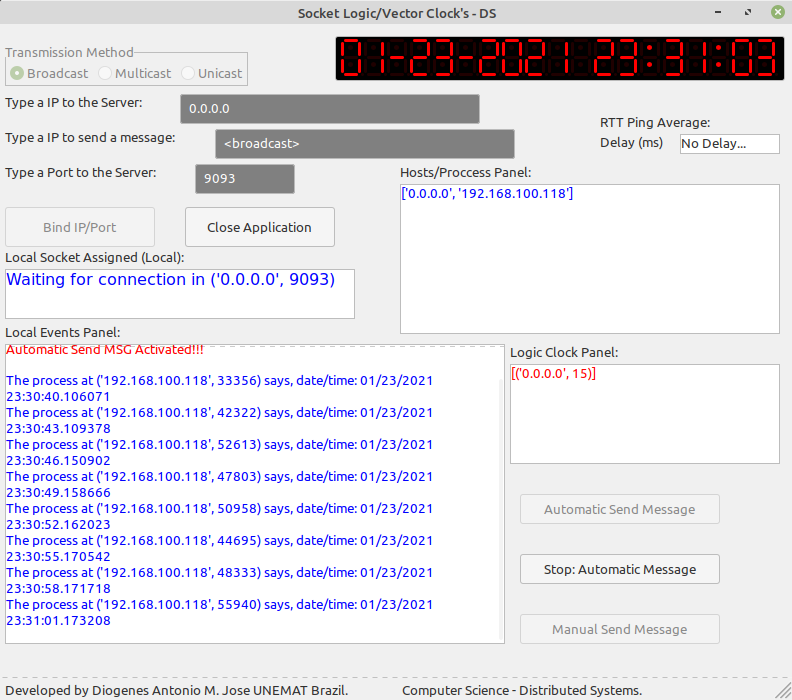 Socket Logic/Vector Clock's - DS
Transmission Method
Broadcast Multicast Unicast
01-23-2021 23:31:03
Type a IP to the Server:
0.0.0.0
Type a IP to send a message:
<broadcast>
RTT Ping Average:
Delay (ms)
No Delay...
Type a Port to the Server:
9093
Hosts/Proccess Panel:
['0.0.0.0', '192.168.100.118']
Bind IP/Port
Close Application
Local Socket Assigned (Local):
Waiting for connection in ('0.0.0.0', 9093)
Local Events Panel:
Automatic Send MSG Activated!!!
The process at ('192.168.100.118', 33356) says, date/time: 01/23/2021
23:30:40.106071
The process at ('192.168.100.118', 42322) says, date/time: 01/23/2021
23:30:43.109378
The process at ('192.168.100.118', 52613) says, date/time: 01/23/2021
23:30:46.150902
The process at ('192.168.100.118', 47803) says, date/time: 01/23/2021
23:30:49.158666
The process at ('192.168.100.118', 50958) says, date/time: 01/23/2021
23:30:52.162023
The process at ('192.168.100.118', 44695) says, date/time: 01/23/2021
23:30:55.170542
The process at ('192.168.100.118', 48333) says, date/time: 01/23/2021
23:30:58.171718
The process at ('192.168.100.118', 55940) says, date/time: 01/23/2021
23:31:01.173208
Logic Clock Panel:
[('0.0.0.0', 15)]
Automatic Send Message
Stop: Automatic Message
Manual Send Message
Developed by Diogenes Antonio M. Jose UNEMAT Brazil.
Computer Science - Distributed Systems.